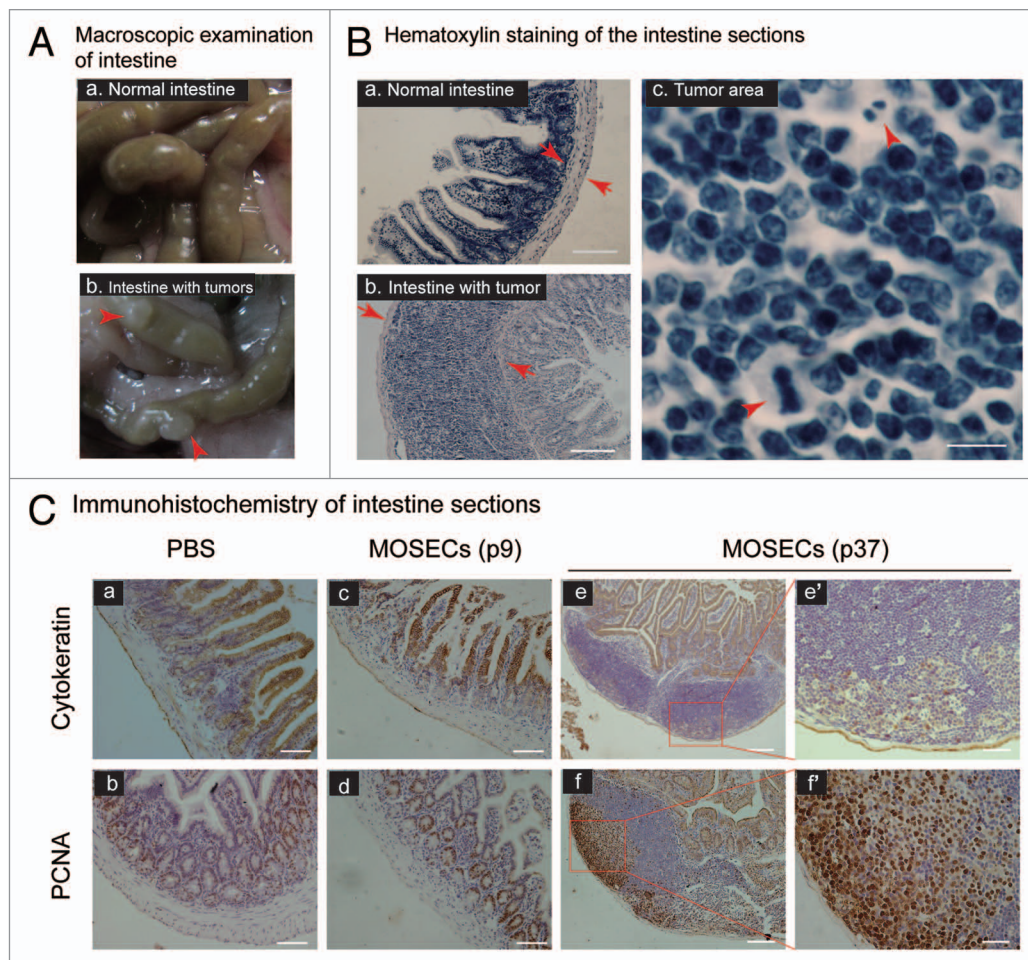 A Macroscopic examination
of intestine
a. Normal intestine
b. Intestine with tumors
B Hematoxylin staining of the intestine sections
a. Normal intestine
b. Intestine with tumor
c. Tumor area
C Immunohistochemistry of intestine sections
PBS MOSECs (p9) MOSECs (p37)
Cytokeratin
a c e e'
PCNA
b d f f'